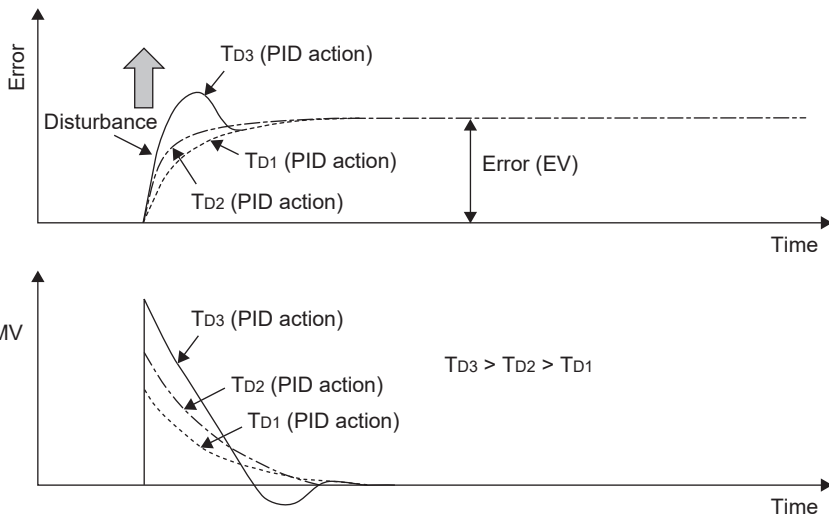 Error
TD3 (PID action)
Disturbance
TD1 (PID action)
Error (EV)
TD2 (PID action)
Time
MV
TD3 (PID action)
TD3 > TD2 > TD1
TD2 (PID action)
TD1 (PID action)
Time